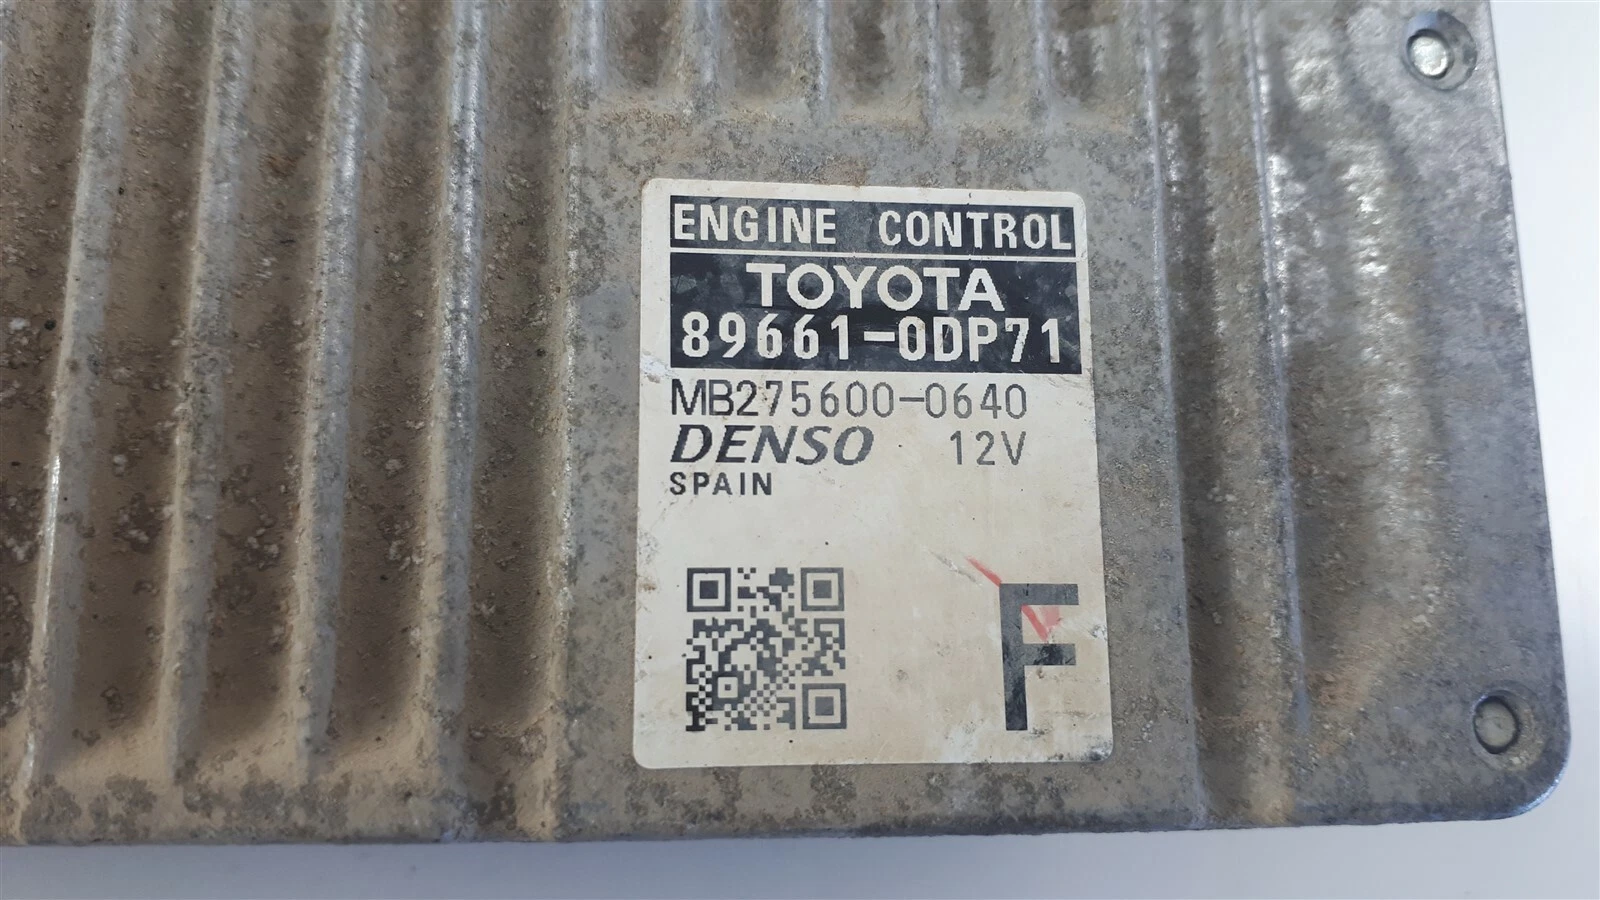 ENGINE CONTROL
TOYOTA
89661-0DP71
MB275600-0640
DENSO 12V
SPAIN
F